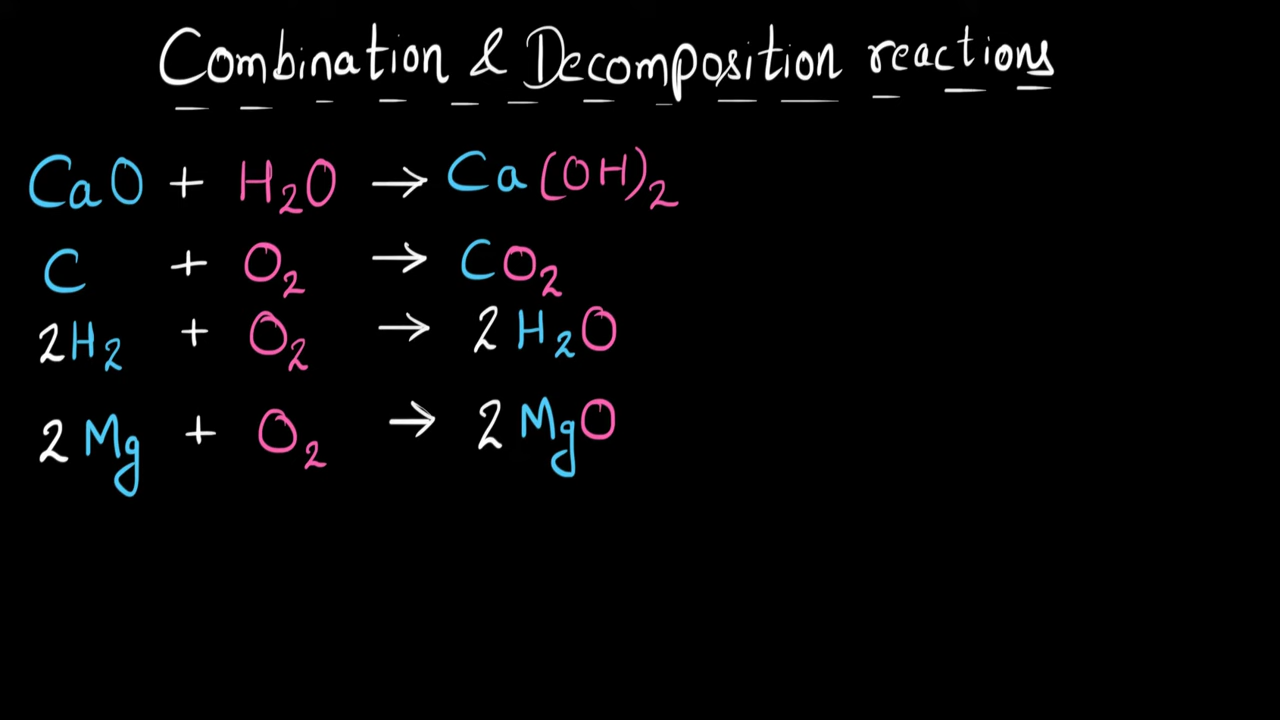 Combination & Decomposition reactions
CaO + H₂O → Ca(OH)₂
C + O₂ → CO₂
2H₂ + O₂ → 2H₂O
2Mg + O₂ → 2MgO